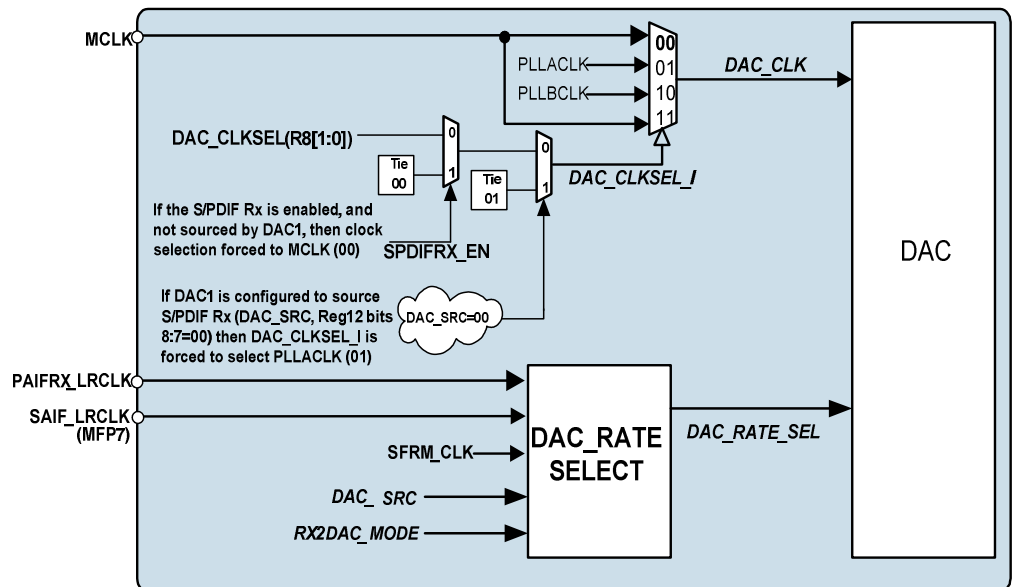 MCLK
00
PLLACLK
01
DAC_CLK
PLLBCLK
10
11
DAC_CLKSEL(R8[1:0])
0
Tie
00
1
0
Tie
01
1
DAC_CLKSEL_I
If the S/PDIF Rx is enabled, and
not sourced by DAC1, then clock
selection forced to MCLK (00)
SPDIFRX_EN
DAC
If DAC1 is configured to source
S/PDIF Rx (DAC_SRC, Reg12 bits
8:7=00) then DAC_CLKSEL_I is
forced to select PLLACLK (01)
DAC_SRC=00
PAIFRX_LRCLK
SAIF_LRCLK
(MFP7)
SFRM_CLK
DAC_ SRC
RX2DAC_MODE
DAC_RATE
SELECT
DAC_RATE_SEL